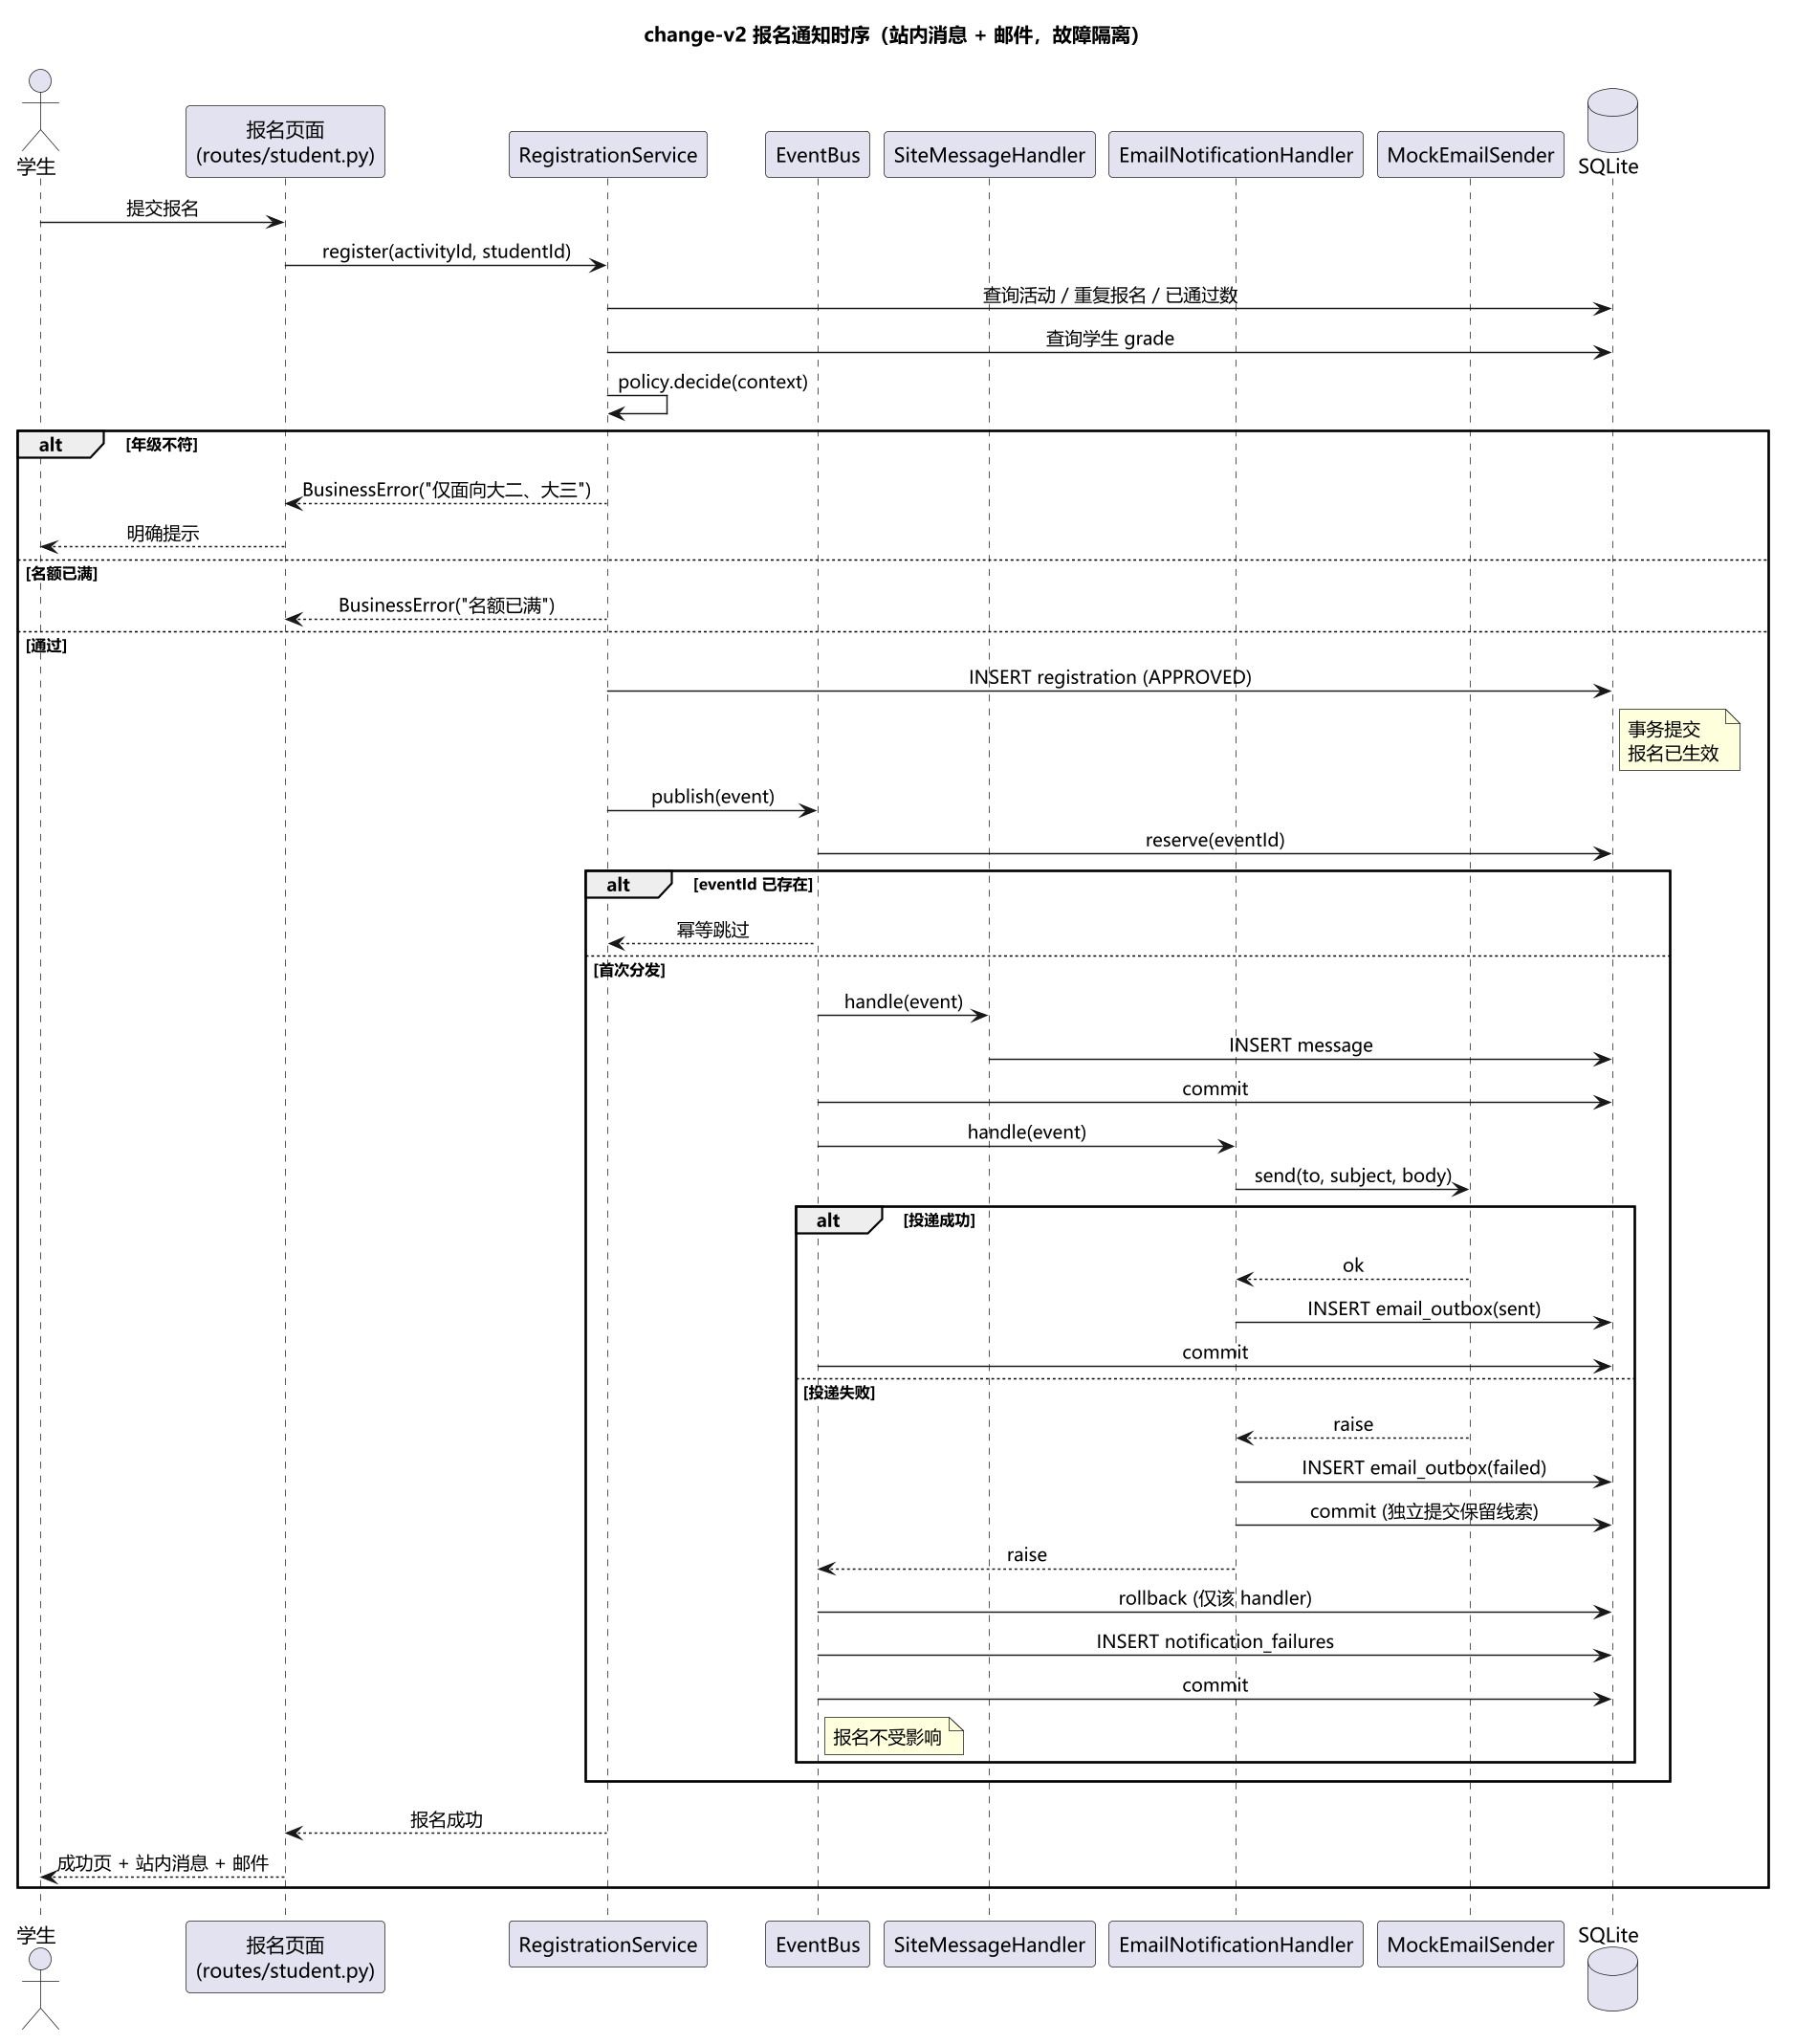 change-v2 报名通知时序（站内消息 + 邮件，故障隔离）
学生
报名页面
(routes/student.py)
RegistrationService
EventBus
SiteMessageHandler
EmailNotificationHandler
MockEmailSender
SQLite
提交报名
register(activityId, studentId)
查询活动 / 重复报名 / 已通过数
查询学生 grade
policy.decide(context)
alt
[年级不符]
BusinessError("仅面向大二、大三")
明确提示
[名额已满]
BusinessError("名额已满")
[通过]
INSERT registration (APPROVED)
事务提交
报名已生效
publish(event)
reserve(eventId)
alt
[eventId 已存在]
幂等跳过
[首次分发]
handle(event)
INSERT message
commit
handle(event)
send(to, subject, body)
alt
[投递成功]
ok
INSERT email_outbox(sent)
commit
[投递失败]
raise
INSERT email_outbox(failed)
commit (独立提交保留线索)
raise
rollback (仅该 handler)
INSERT notification_failures
commit
报名不受影响
报名成功
成功页 + 站内消息 + 邮件
学生
报名页面
(routes/student.py)
RegistrationService
EventBus
SiteMessageHandler
EmailNotificationHandler
MockEmailSender
SQLite